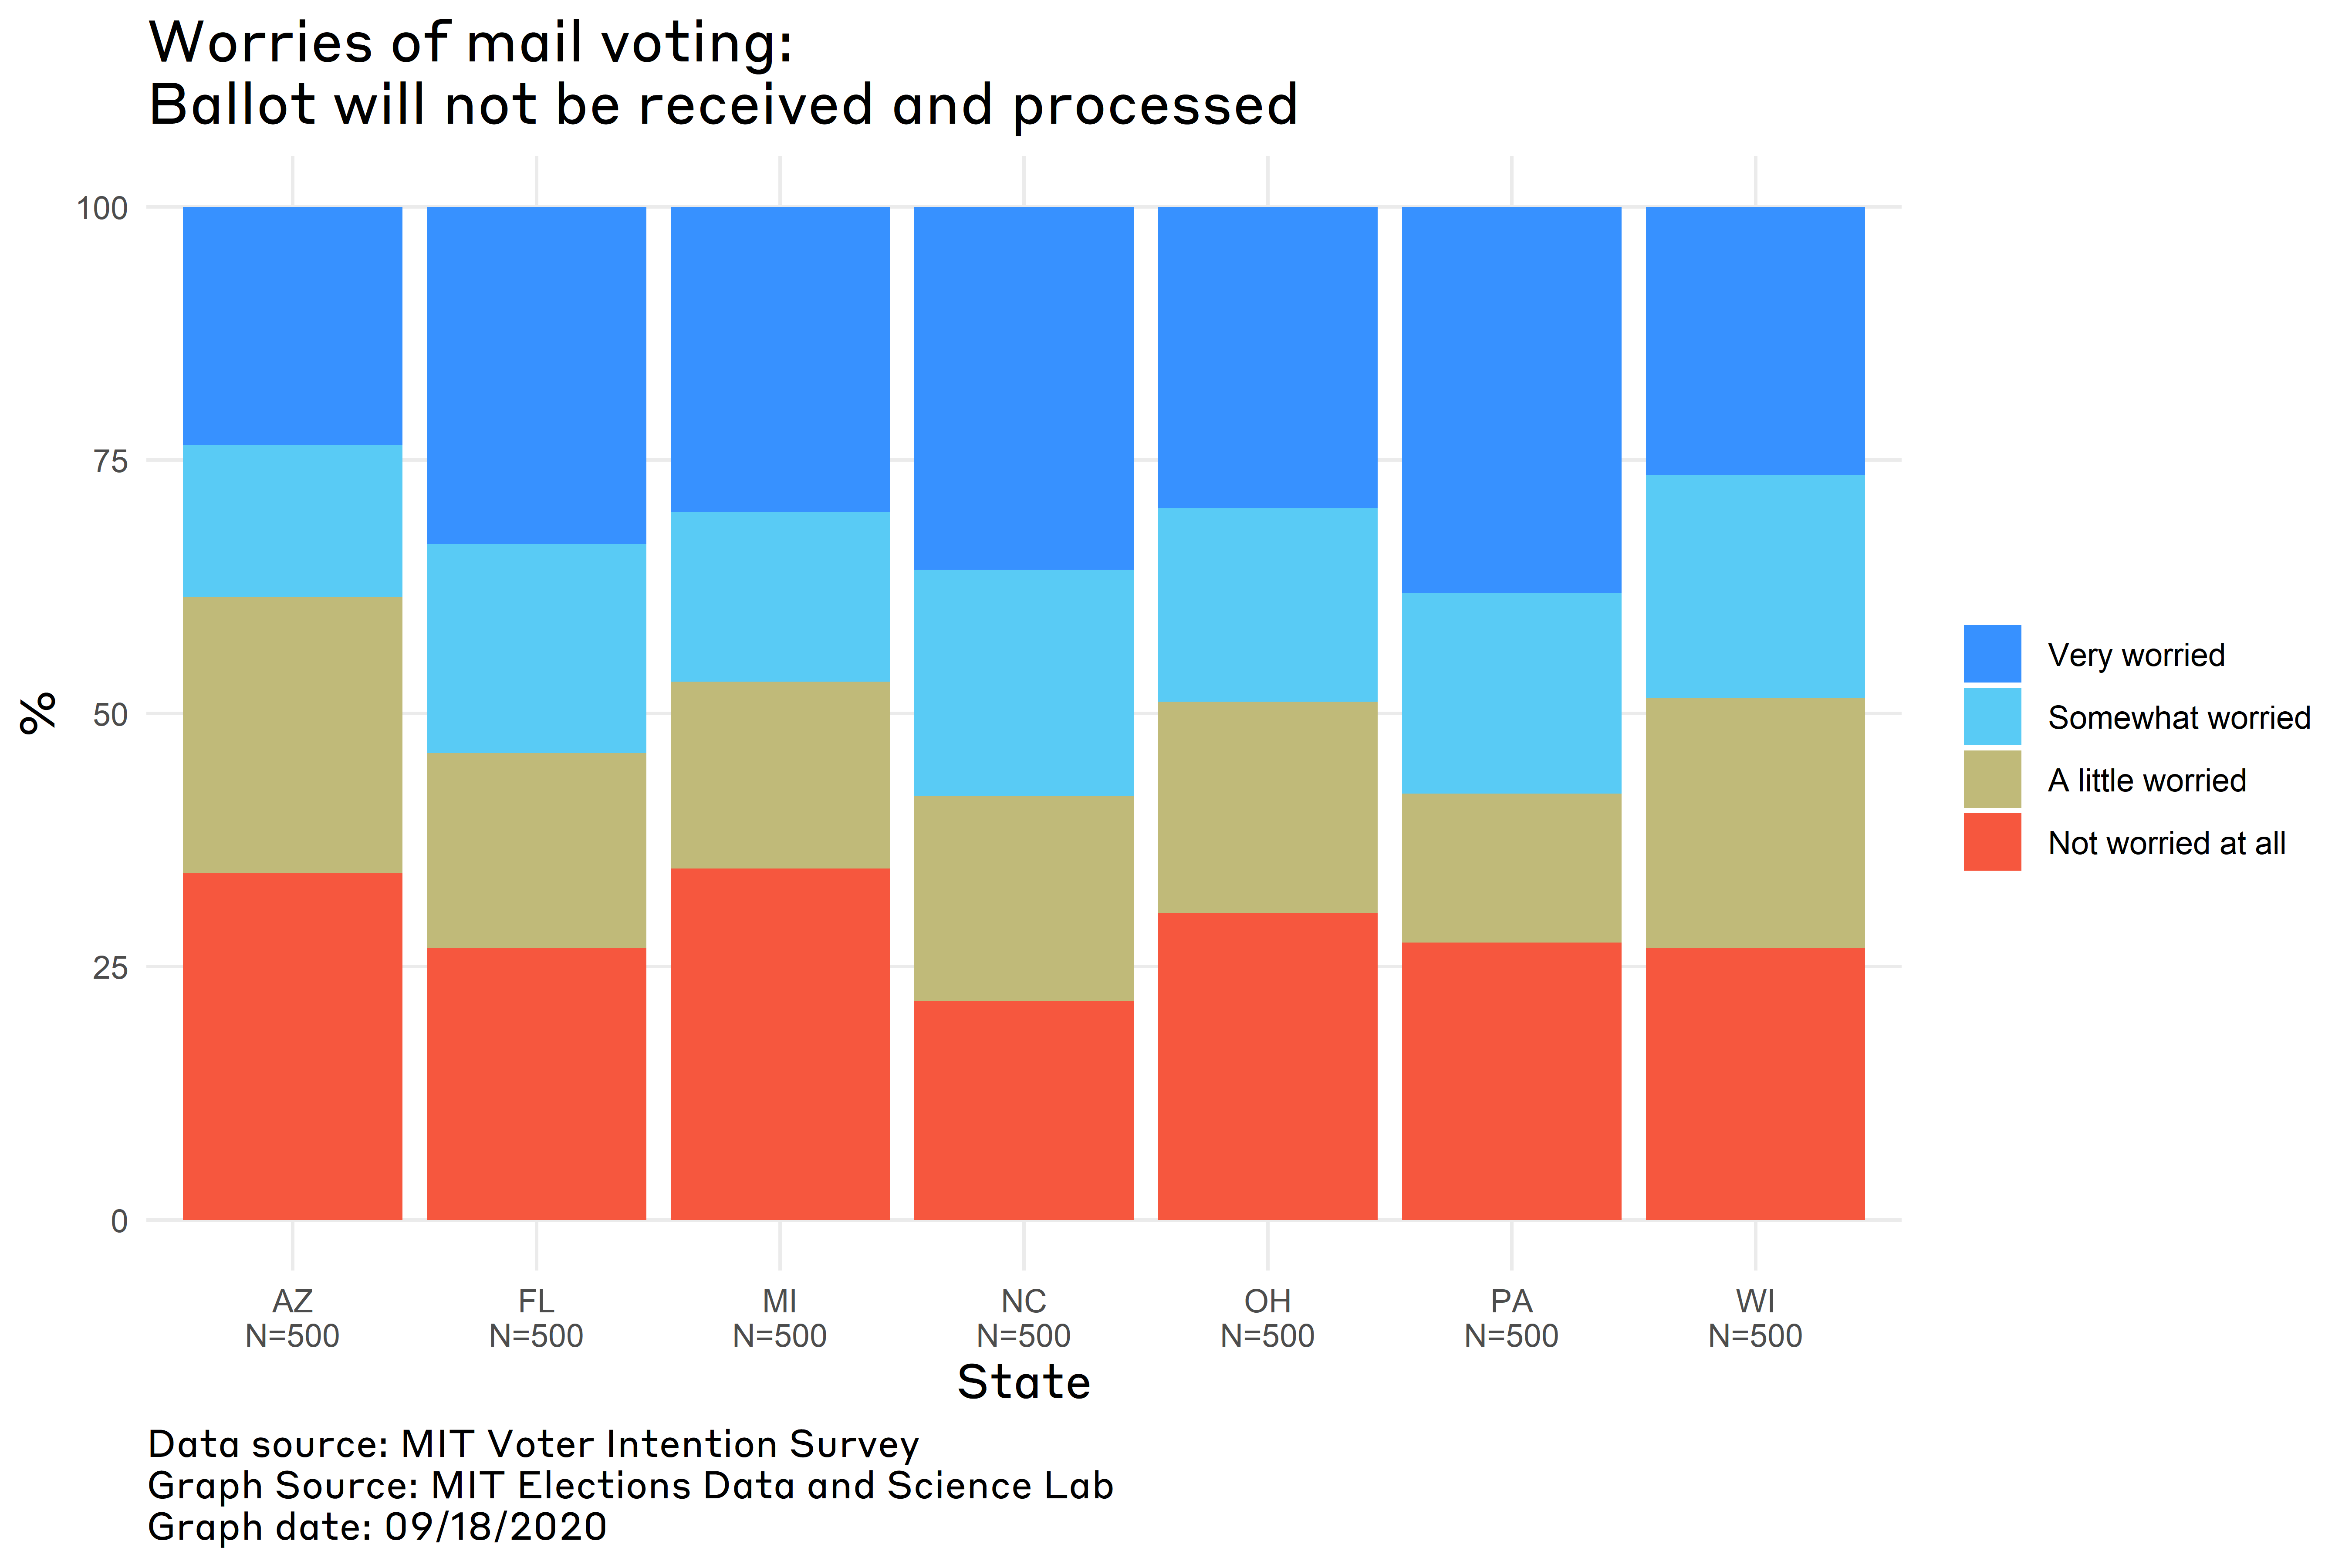 Worries of mail voting:
Ballot will not be received and processed
100
75
50
25
0
%
Very worried
Somewhat worried
A little worried
Not worried at all
AZ FL MI NC OH PA WI
N=500 N=500 N=500 N=500 N=500 N=500 N=500
State
Data source: MIT Voter Intention Survey
Graph Source: MIT Elections Data and Science Lab
Graph date: 09/18/2020